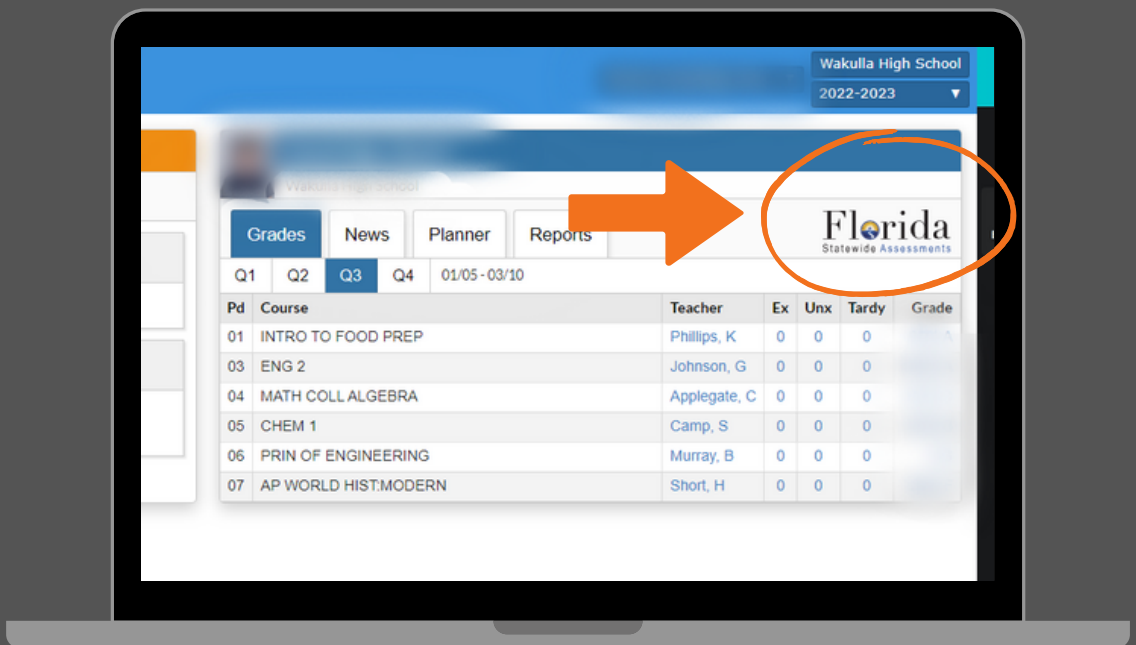 Wakulla High School
2022-2023 ▼
Wakulla High School
Grades News Planner Reports
Florida
Statewide Assessments
Q1 Q2 Q3 Q4 01/05 - 03/10
Pd Course Teacher Ex Unx Tardy Grade
01 INTRO TO FOOD PREP Phillips, K 0 0 0
03 ENG 2 Johnson, G 0 0 0
04 MATH COLL ALGEBRA Applegate, C 0 0 0
05 CHEM 1 Camp, S 0 0 0
06 PRIN OF ENGINEERING Murray, B 0 0 0
07 AP WORLD HIST:MODERN Short, H 0 0 0